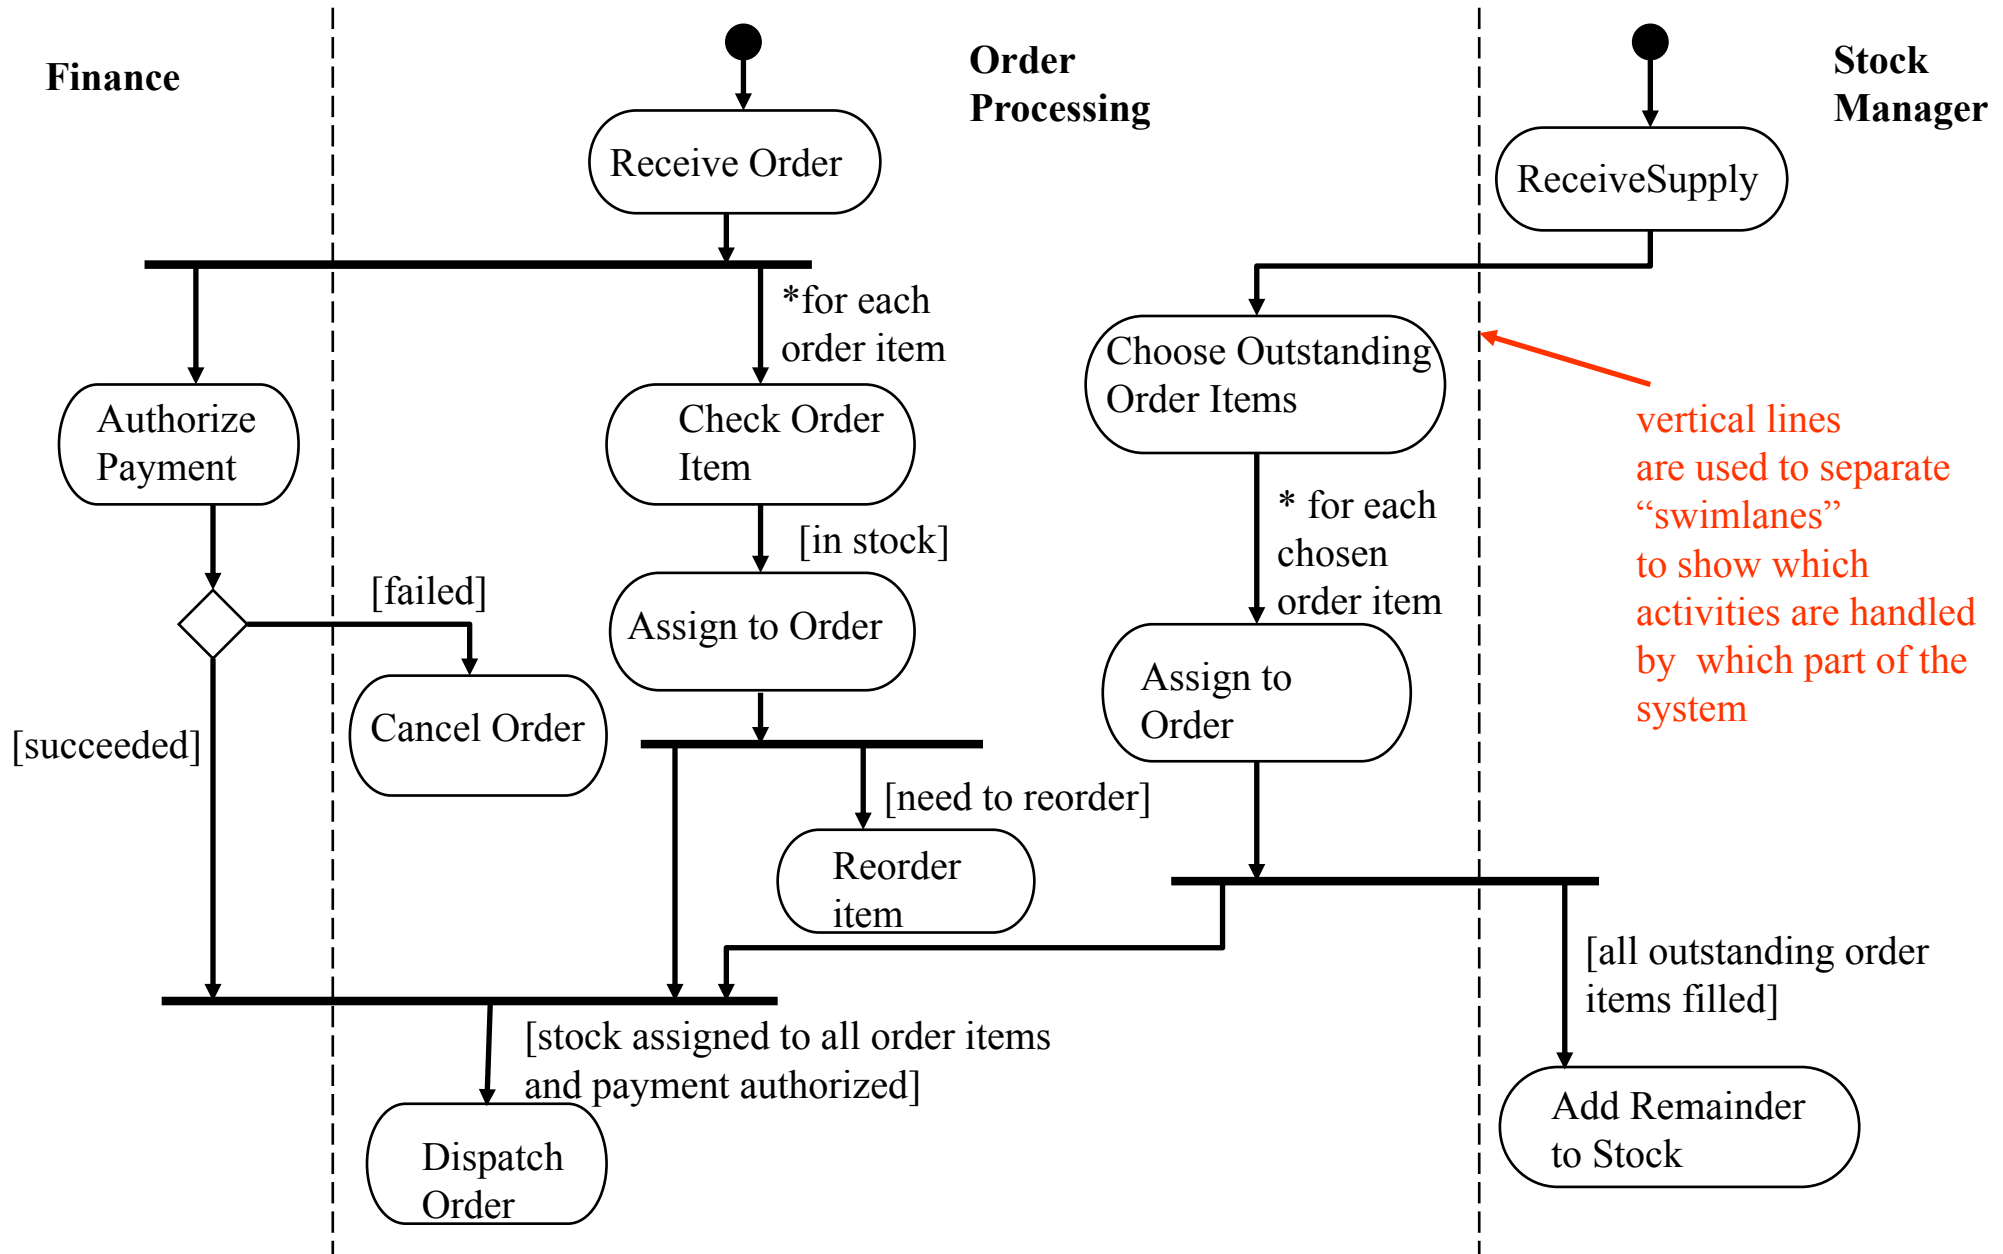 Finance
Order
Processing
Stock
Manager
Receive Order
ReceiveSupply
*for each
order item
Choose Outstanding
Order Items
Authorize
Payment
Check Order
Item
vertical lines
are used to separate
“swimlanes”
to show which
activities are handled
by  which part of the
system
* for each
chosen
order item
[in stock]
[failed]
Assign to Order
Assign to
Order
Cancel Order
[succeeded]
[need to reorder]
Reorder
item
[all outstanding order
items filled]
[stock assigned to all order items
and payment authorized]
Add Remainder
to Stock
Dispatch
Order